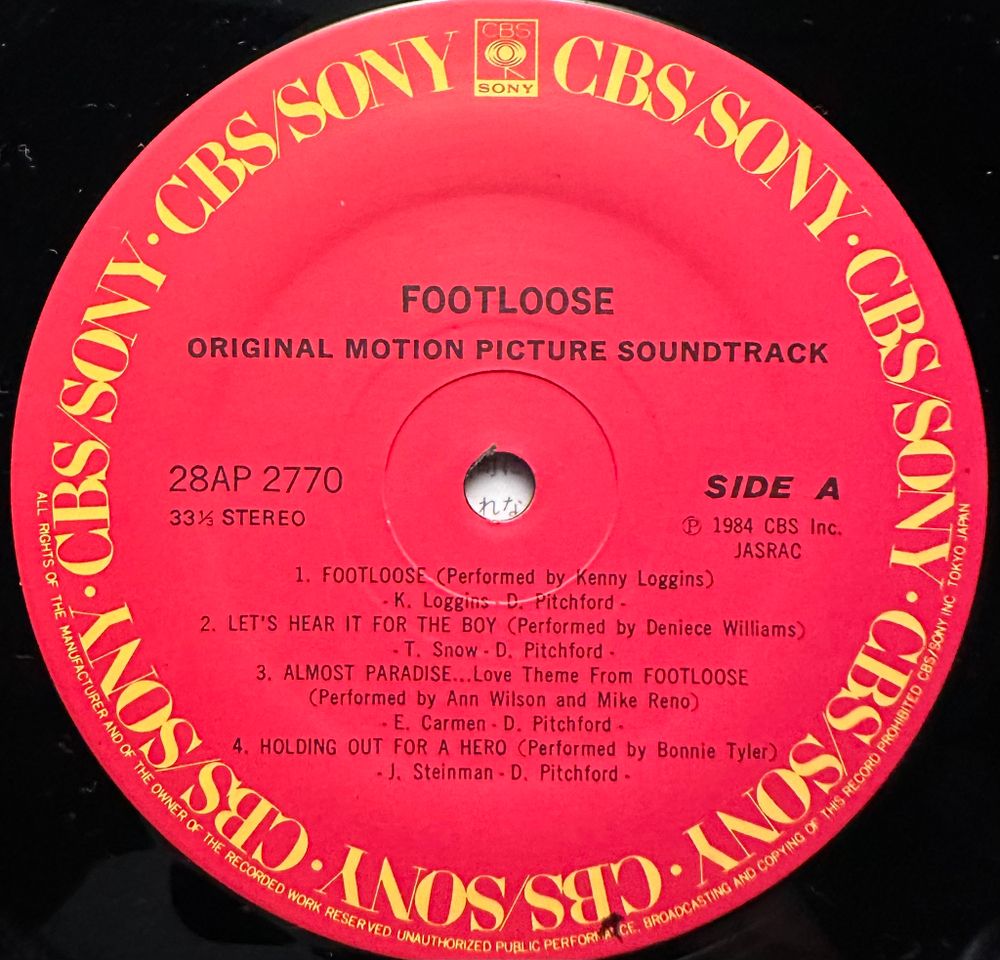 CBS
SONY
CBS/SONY · CBS/SONY · CBS/SONY · CBS/SONY · CBS/SONY · CBS/SONY · CBS/SONY · CBS/SONY · CBS/SONY
FOOTLOOSE
ORIGINAL MOTION PICTURE SOUNDTRACK
28AP 2770
33⅓ STEREO
SIDE A
Ⓟ 1984 CBS Inc.
JASRAC
れな
1. FOOTLOOSE (Performed by Kenny Loggins)
- K. Loggins - D. Pitchford -
2. LET'S HEAR IT FOR THE BOY (Performed by Deniece Williams)
- T. Snow - D. Pitchford -
3. ALMOST PARADISE...Love Theme From FOOTLOOSE
(Performed by Ann Wilson and Mike Reno)
- E. Carmen - D. Pitchford -
4. HOLDING OUT FOR A HERO (Performed by Bonnie Tyler)
- J. Steinman - D. Pitchford -
ALL RIGHTS OF THE MANUFACTURER AND OF THE OWNER OF THE RECORDED WORK RESERVED UNAUTHORIZED PUBLIC PERFORMANCE, BROADCASTING AND COPYING OF THIS RECORD PROHIBITED CBS/SONY INC TOKYO JAPAN